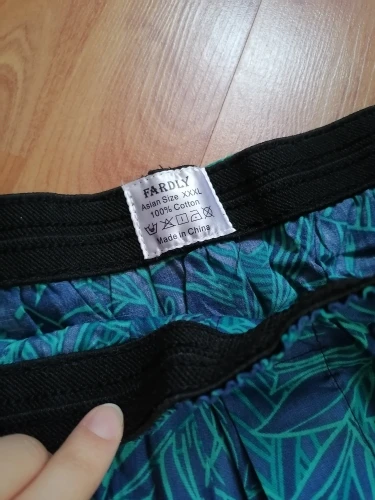 FARDLY
Asian Size XXXL
100% Cotton
Made in China